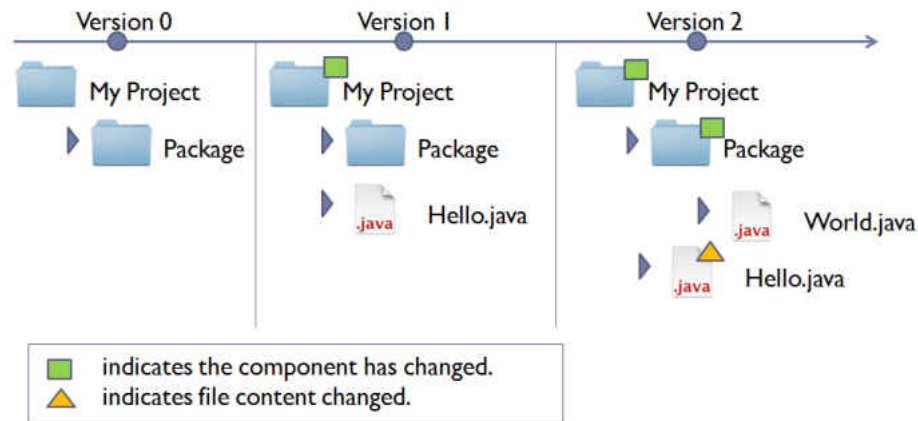 Version 0
Version 1
Version 2
My Project
My Project
My Project
Package
Package
Package
.java
Hello.java
.java
World.java
.java
Hello.java
indicates the component has changed.
indicates file content changed.